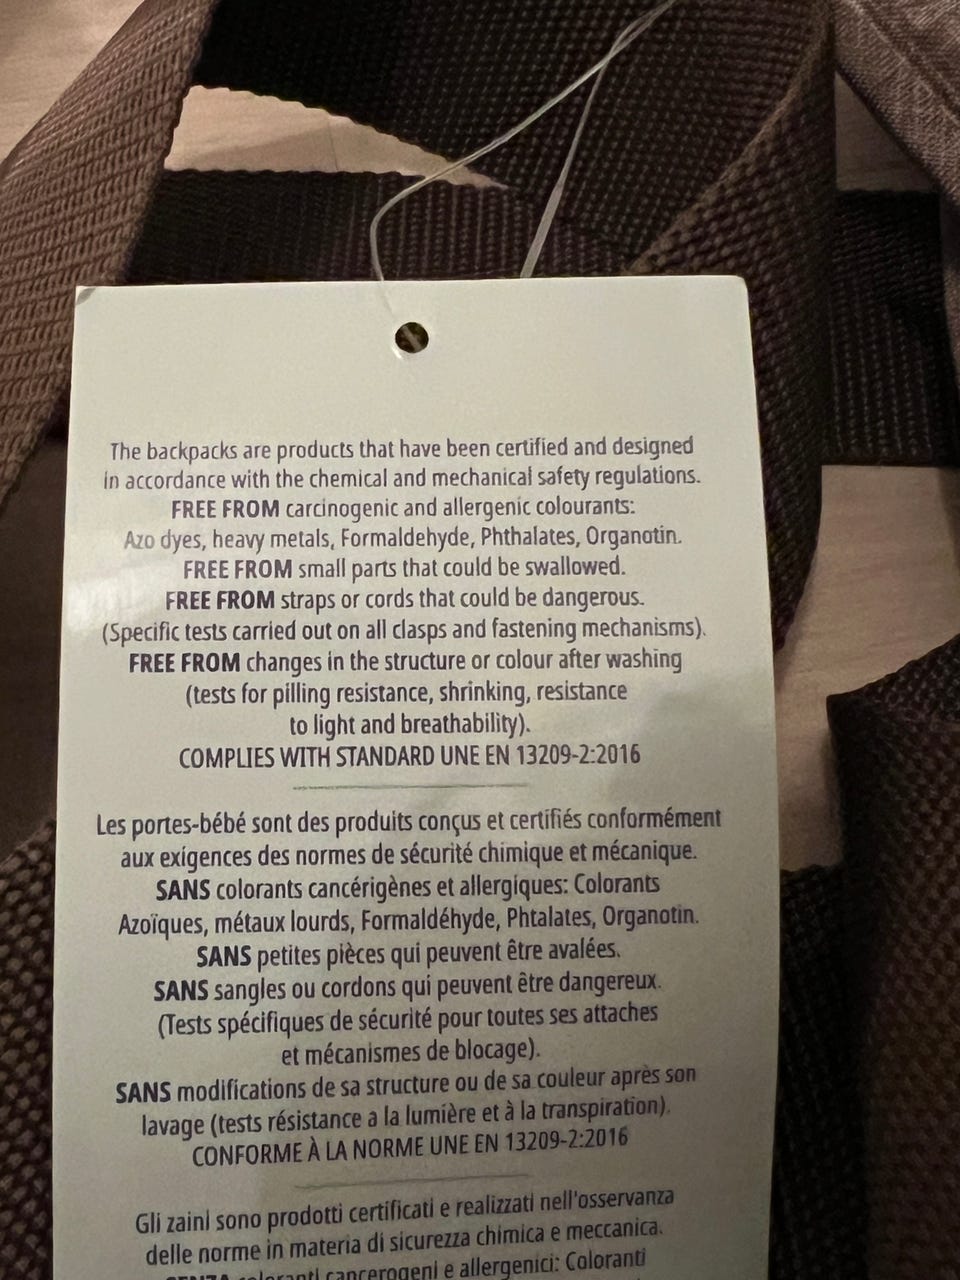 The backpacks are products that have been certified and designed
in accordance with the chemical and mechanical safety regulations.
FREE FROM carcinogenic and allergenic colourants:
Azo dyes, heavy metals, Formaldehyde, Phthalates, Organotin.
FREE FROM small parts that could be swallowed.
FREE FROM straps or cords that could be dangerous.
(Specific tests carried out on all clasps and fastening mechanisms).
FREE FROM changes in the structure or colour after washing
(tests for pilling resistance, shrinking, resistance
to light and breathability).
COMPLIES WITH STANDARD UNE EN 13209-2:2016
Les portes-bébé sont des produits conçus et certifiés conformément
aux exigences des normes de sécurité chimique et mécanique.
SANS colorants cancérigènes et allergiques: Colorants
Azoïques, métaux lourds, Formaldéhyde, Phtalates, Organotin.
SANS petites pièces qui peuvent être avalées.
SANS sangles ou cordons qui peuvent être dangereux.
(Tests spécifiques de sécurité pour toutes ses attaches
et mécanismes de blocage).
SANS modifications de sa structure ou de sa couleur après son
lavage (tests résistance a la lumière et à la transpiration).
CONFORME À LA NORME UNE EN 13209-2:2016
Gli zaini sono prodotti certificati e realizzati nell'osservanza
delle norme in materia di sicurezza chimica e meccanica.
SENZA coloranti cancerogeni e allergenici: Coloranti